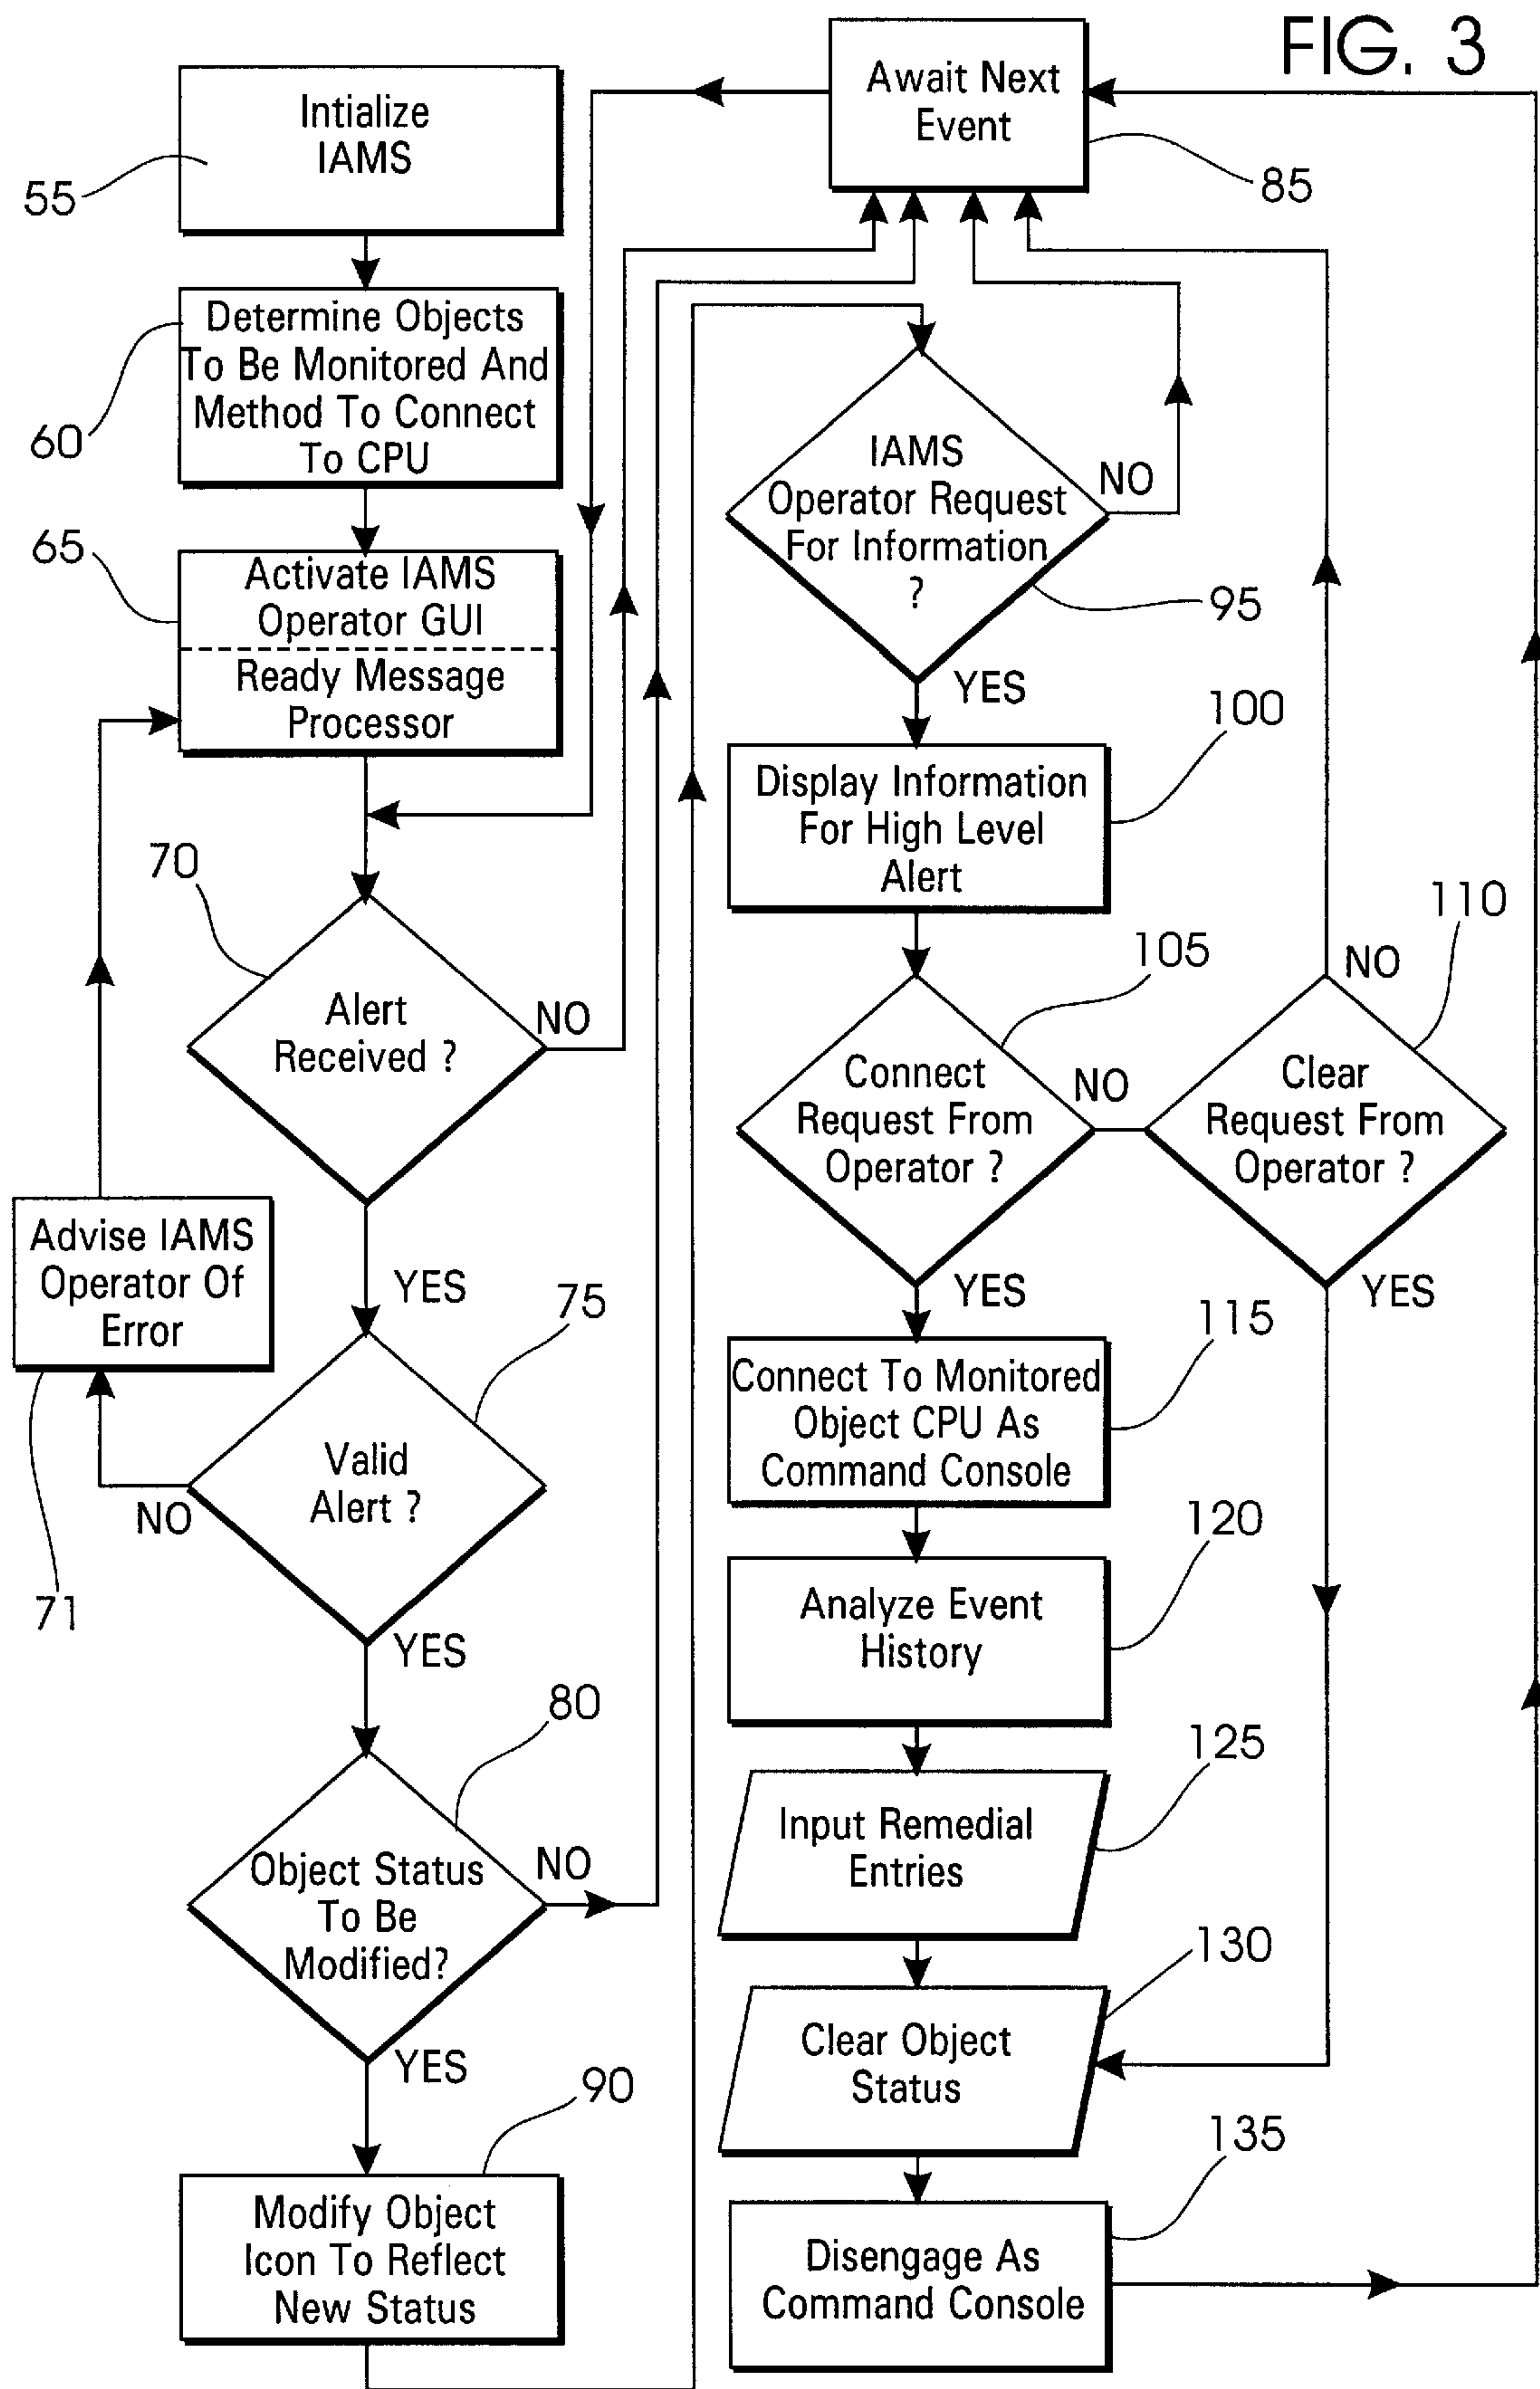 FIG. 3
Intialize
IAMS
55
Determine Objects
To Be Monitored And
Method To Connect
To CPU
60
65
Activate IAMS
Operator GUI
Ready Message
Processor
70
Alert
Received ?
NO
YES
Advise IAMS
Operator Of
Error
71
75
Valid
Alert ?
NO
YES
80
Object Status
To Be
Modified?
NO
YES
90
Modify Object
Icon To Reflect
New Status
Await Next
Event
85
IAMS
Operator Request
For Information
?
NO
95
YES
100
Display Information
For High Level
Alert
105
Connect
Request From
Operator ?
NO
YES
110
NO
Clear
Request From
Operator ?
YES
115
Connect To Monitored
Object CPU As
Command Console
120
Analyze Event
History
125
Input Remedial
Entries
130
Clear Object
Status
135
Disengage As
Command Console